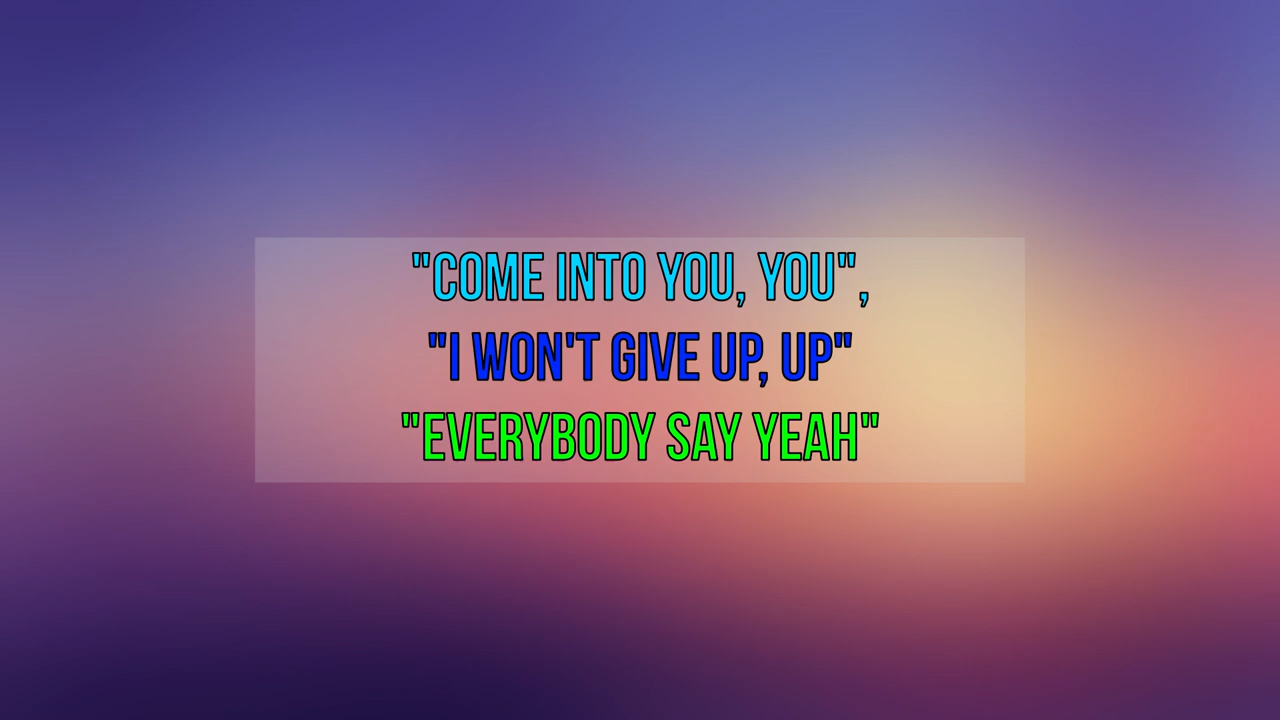 "COME INTO YOU, YOU",
"I WON'T GIVE UP, UP"
"EVERYBODY SAY YEAH"